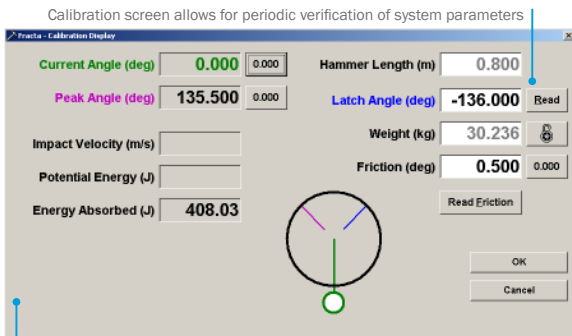 Calibration screen allows for periodic verification of system parameters
Fracta - Calibration Display
Current Angle (deg) 0.000 0.000 Hammer Length (m) 0.800
Peak Angle (deg) 135.500 0.000 Latch Angle (deg) -136.000 Read
Impact Velocity (m/s) Weight (kg) 30.236
Potential Energy (J) Friction (deg) 0.500 0.000
Energy Absorbed (J) 408.03 Read Friction
OK
Cancel